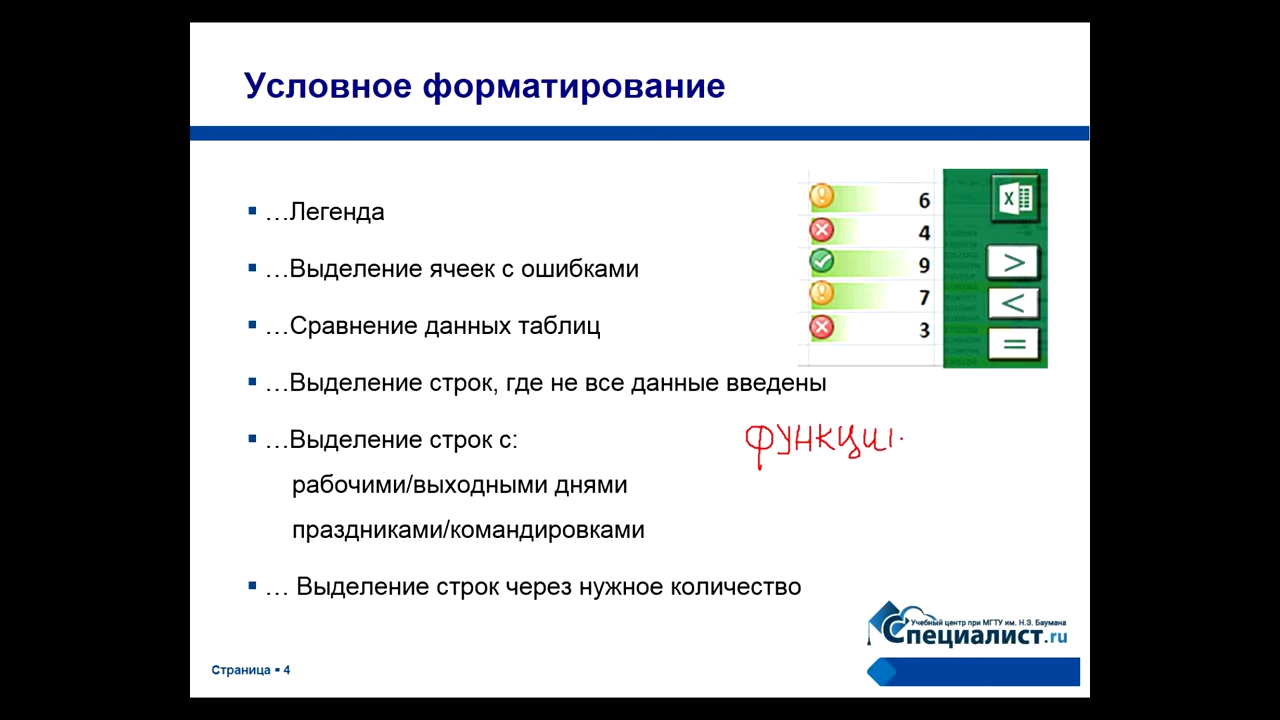 Условное форматирование
…Легенда
…Выделение ячеек с ошибками
…Сравнение данных таблиц
…Выделение строк, где не все данные введены
…Выделение строк с:
рабочими/выходными днями
праздниками/командировками
… Выделение строк через нужное количество
6
4
9
7
3
X
>
<
=
Учебный центр при МГТУ им. Н.Э. Баумана
Специалист.ru
Страница ▪ 4